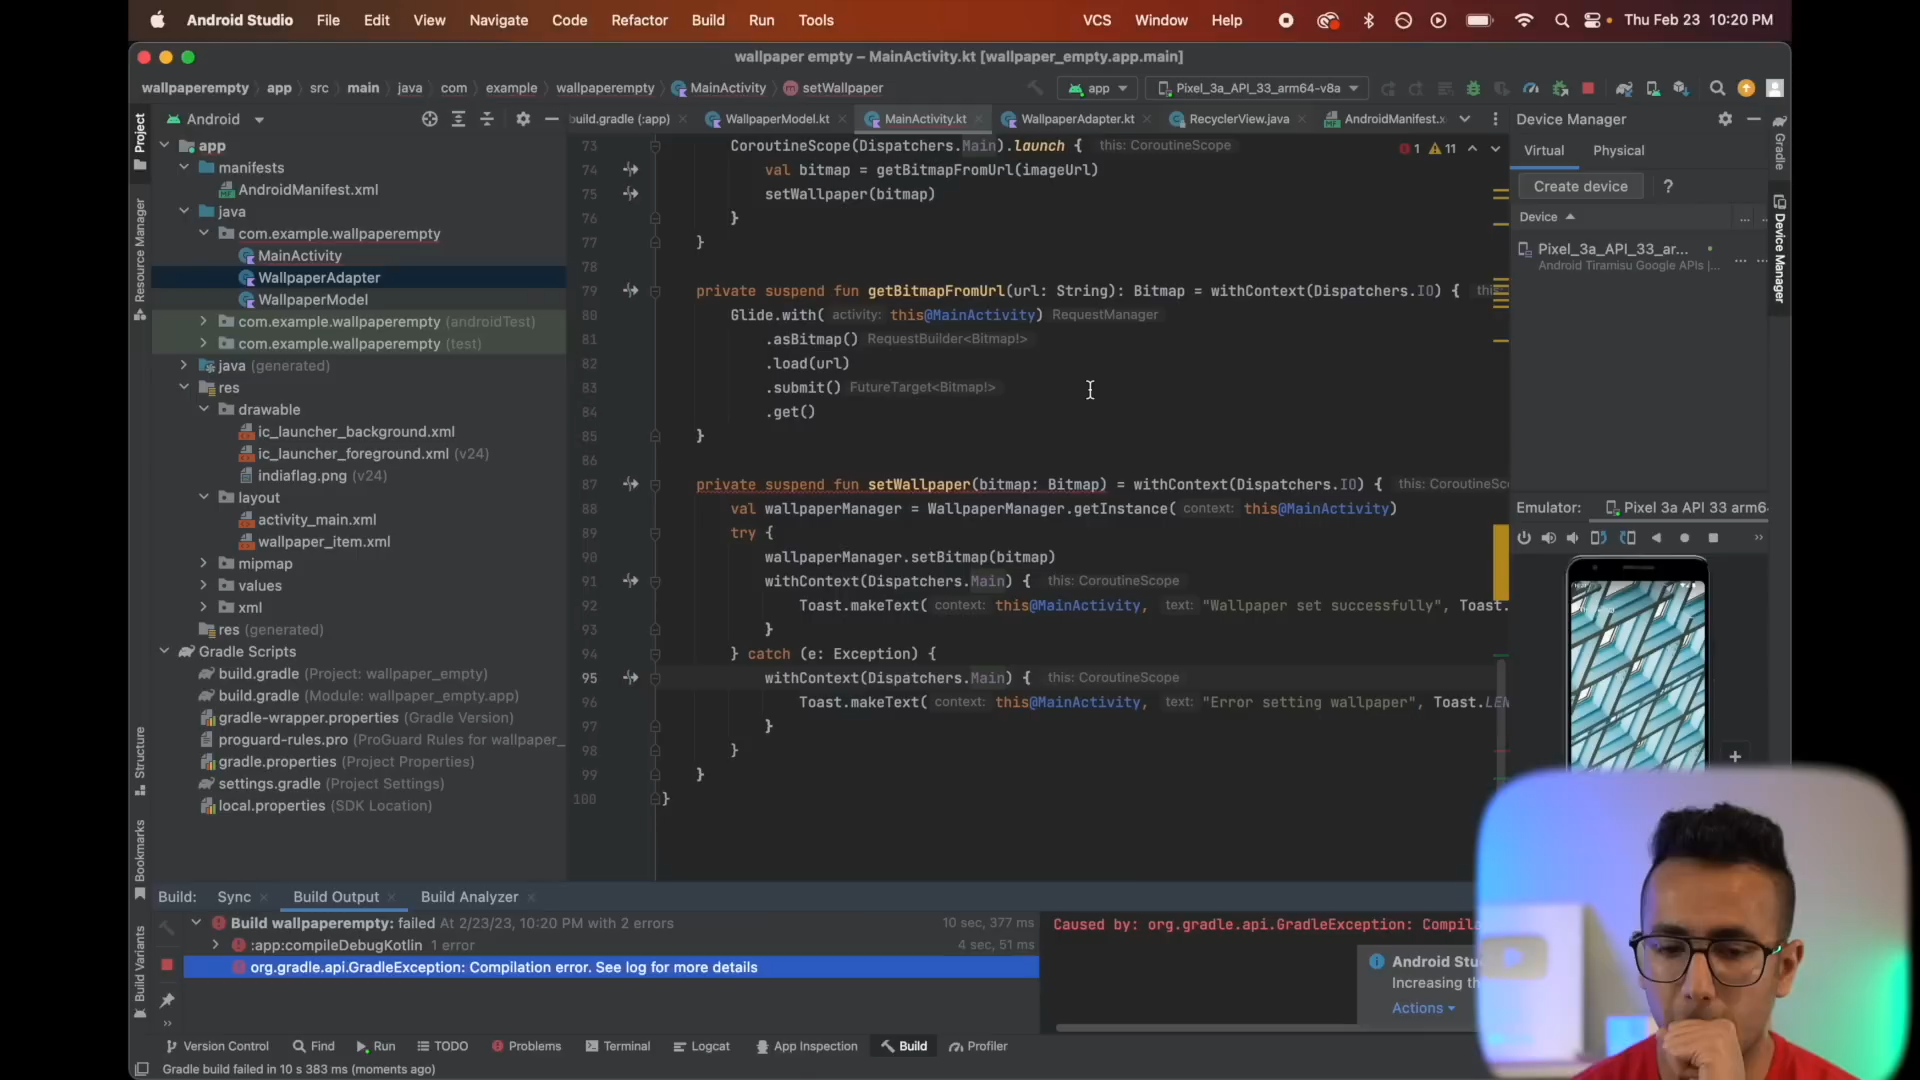 Android Studio File Edit View Navigate Code Refactor Build Run Tools VCS Window Help Thu Feb 23 10:20 PM
wallpaper empty – MainActivity.kt [wallpaper_empty.app.main]
wallpaperempty app src main java com example wallpaperempty MainActivity setWallpaper app Pixel_3a_API_33_arm64-v8a
Project
Resource Manager
Structure
Bookmarks
Build Variants
Android
build.gradle (:app) WallpaperModel.kt MainActivity.kt WallpaperAdapter.kt RecyclerView.java AndroidManifest.x
app
manifests
AndroidManifest.xml
java
com.example.wallpaperempty
MainActivity
WallpaperAdapter
WallpaperModel
com.example.wallpaperempty (androidTest)
com.example.wallpaperempty (test)
java (generated)
res
drawable
ic_launcher_background.xml
ic_launcher_foreground.xml (v24)
indiaflag.png (v24)
layout
activity_main.xml
wallpaper_item.xml
mipmap
values
xml
res (generated)
Gradle Scripts
build.gradle (Project: wallpaper_empty)
build.gradle (Module: wallpaper_empty.app)
gradle-wrapper.properties (Gradle Version)
proguard-rules.pro (ProGuard Rules for wallpaper_
gradle.properties (Project Properties)
settings.gradle (Project Settings)
local.properties (SDK Location)
1 11
73 CoroutineScope(Dispatchers.Main).launch { this: CoroutineScope
74 val bitmap = getBitmapFromUrl(imageUrl)
75 setWallpaper(bitmap)
76 }
77 }
78
79 private suspend fun getBitmapFromUrl(url: String): Bitmap = withContext(Dispatchers.IO) { this:
80 Glide.with( activity: this@MainActivity) RequestManager
81 .asBitmap() RequestBuilder<Bitmap!>
82 .load(url)
83 .submit() FutureTarget<Bitmap!>
84 .get()
85 }
86
87 private suspend fun setWallpaper(bitmap: Bitmap) = withContext(Dispatchers.IO) { this: CoroutineSco
88 val wallpaperManager = WallpaperManager.getInstance( context: this@MainActivity)
89 try {
90 wallpaperManager.setBitmap(bitmap)
91 withContext(Dispatchers.Main) { this: CoroutineScope
92 Toast.makeText( context: this@MainActivity, text: "Wallpaper set successfully", Toast.
93 }
94 } catch (e: Exception) {
95 withContext(Dispatchers.Main) { this: CoroutineScope
96 Toast.makeText( context: this@MainActivity, text: "Error setting wallpaper", Toast.LEN
97 }
98 }
99 }
100 }
Device Manager
Virtual Physical
Create device ?
Device
Pixel_3a_API_33_ar...
Android Tiramisu Google APIs |...
Gradle
Device Manager
Emulator: Pixel 3a API 33 arm6
Build: Sync Build Output Build Analyzer
Build wallpaperempty: failed At 2/23/23, 10:20 PM with 2 errors 10 sec, 377 ms
:app:compileDebugKotlin 1 error 4 sec, 51 ms
org.gradle.api.GradleException: Compilation error. See log for more details
Caused by: org.gradle.api.GradleException: Compila
Android Stu
Increasing th
Actions
Version Control Find Run TODO Problems Terminal Logcat App Inspection Build Profiler
Gradle build failed in 10 s 383 ms (moments ago)